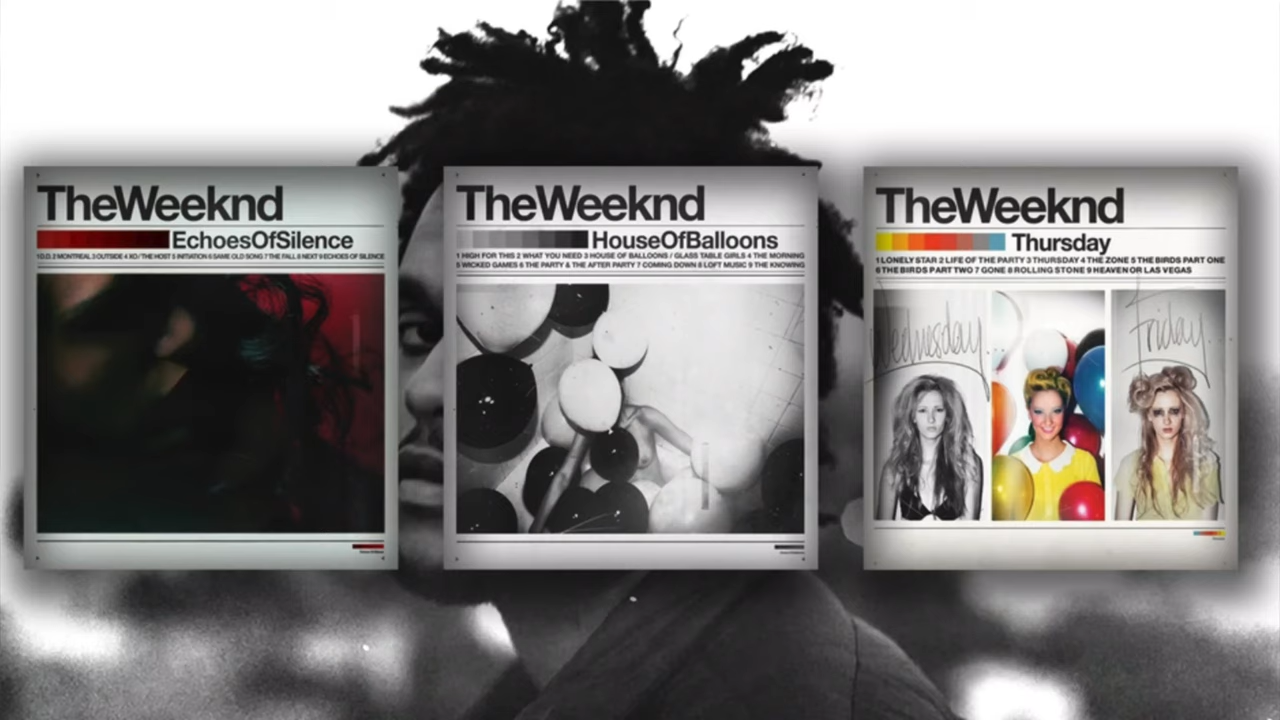 TheWeeknd
EchoesOfSilence
1 D.D. 2 MONTREAL 3 OUTSIDE 4 XO / THE HOST 5 INITIATION 6 SAME OLD SONG 7 THE FALL 8 NEXT 9 ECHOES OF SILENCE
TheWeeknd
HouseOfBalloons
1 HIGH FOR THIS 2 WHAT YOU NEED 3 HOUSE OF BALLOONS / GLASS TABLE GIRLS 4 THE MORNING
5 WICKED GAMES 6 THE PARTY & THE AFTER PARTY 7 COMING DOWN 8 LOFT MUSIC 9 THE KNOWING
TheWeeknd
Thursday
1 LONELY STAR 2 LIFE OF THE PARTY 3 THURSDAY 4 THE ZONE 5 THE BIRDS PART ONE
6 THE BIRDS PART TWO 7 GONE 8 ROLLING STONE 9 HEAVEN OR LAS VEGAS
Wednesday...
Friday...